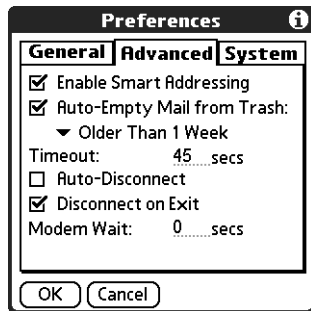 Preferences
General Advanced System
Enable Smart Addressing
Auto-Empty Mail from Trash:
Older Than 1 Week
Timeout: 45 secs
Auto-Disconnect
Disconnect on Exit
Modem Wait: 0 secs
OK Cancel